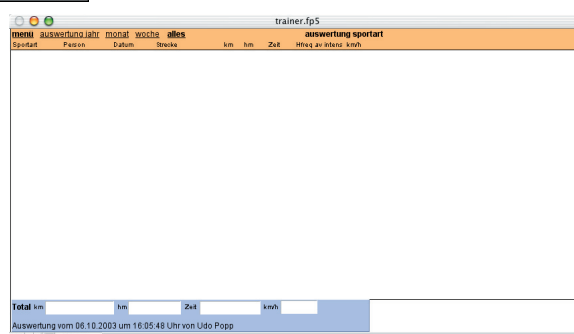 trainer.fp5
menü auswertung jahr monat woche alles auswertung sportart
Sportart Person Datum Strecke km hm Zeit Hfreq av intens km/h
Total km hm Zeit km/h
Auswertung vom 06.10.2003 um 16:05:48 Uhr von Udo Popp